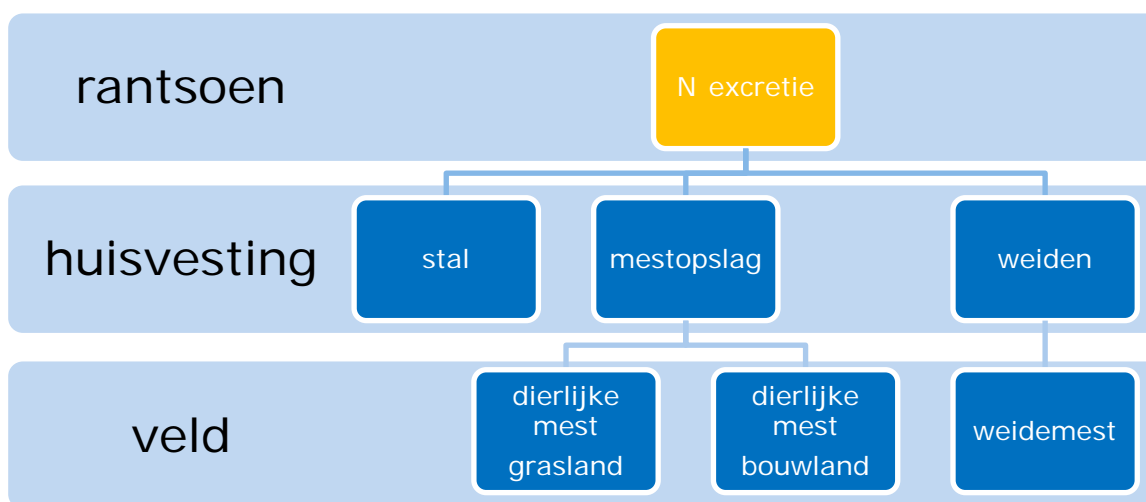 rantsoen
N excretie
huisvesting
stal
mestopslag
weiden
veld
dierlijke
mest
grasland
dierlijke
mest
bouwland
weidemest